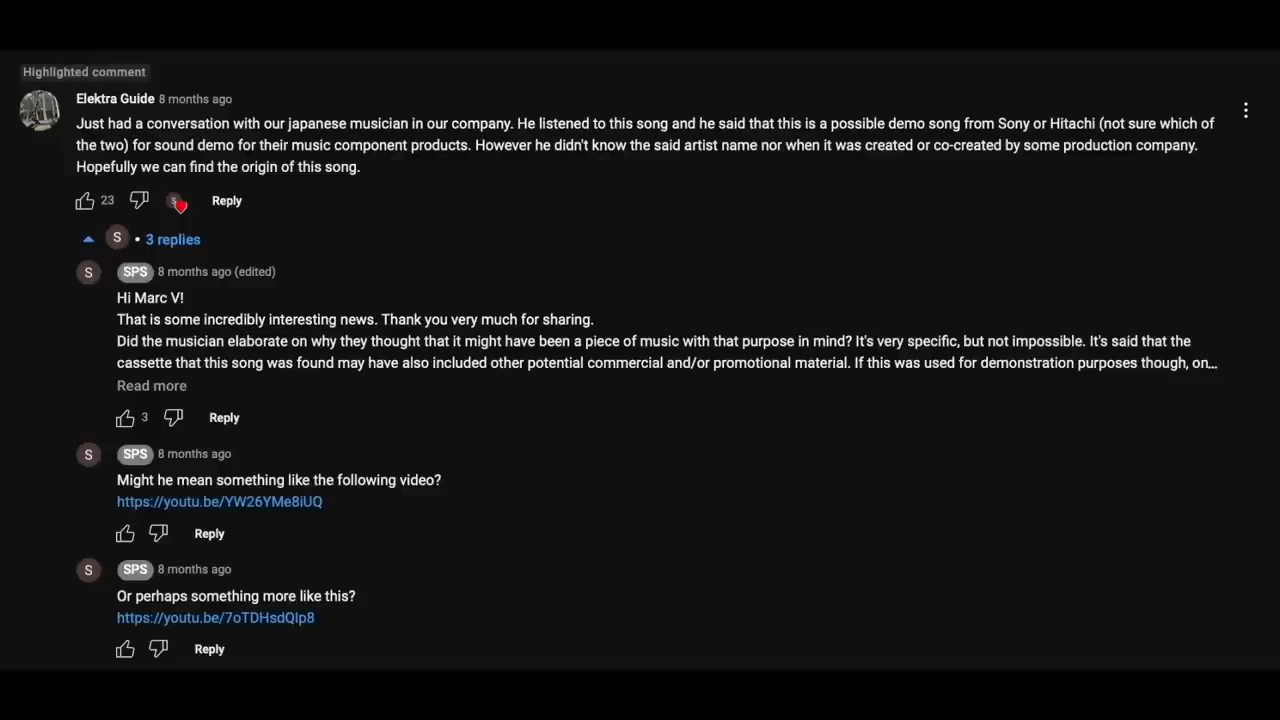 Highlighted comment
Elektra Guide 8 months ago
Just had a conversation with our japanese musician in our company. He listened to this song and he said that this is a possible demo song from Sony or Hitachi (not sure which of
the two) for sound demo for their music component products. However he didn't know the said artist name nor when it was created or co-created by some production company.
Hopefully we can find the origin of this song.
23 S Reply
S • 3 replies
S SPS 8 months ago (edited)
Hi Marc V!
That is some incredibly interesting news. Thank you very much for sharing.
Did the musician elaborate on why they thought that it might have been a piece of music with that purpose in mind? It's very specific, but not impossible. It's said that the
cassette that this song was found may have also included other potential commercial and/or promotional material. If this was used for demonstration purposes though, on...
Read more
3 Reply
S SPS 8 months ago
Might he mean something like the following video?
https://youtu.be/YW26YMe8iUQ
Reply
S SPS 8 months ago
Or perhaps something more like this?
https://youtu.be/7oTDHsdQlp8
Reply